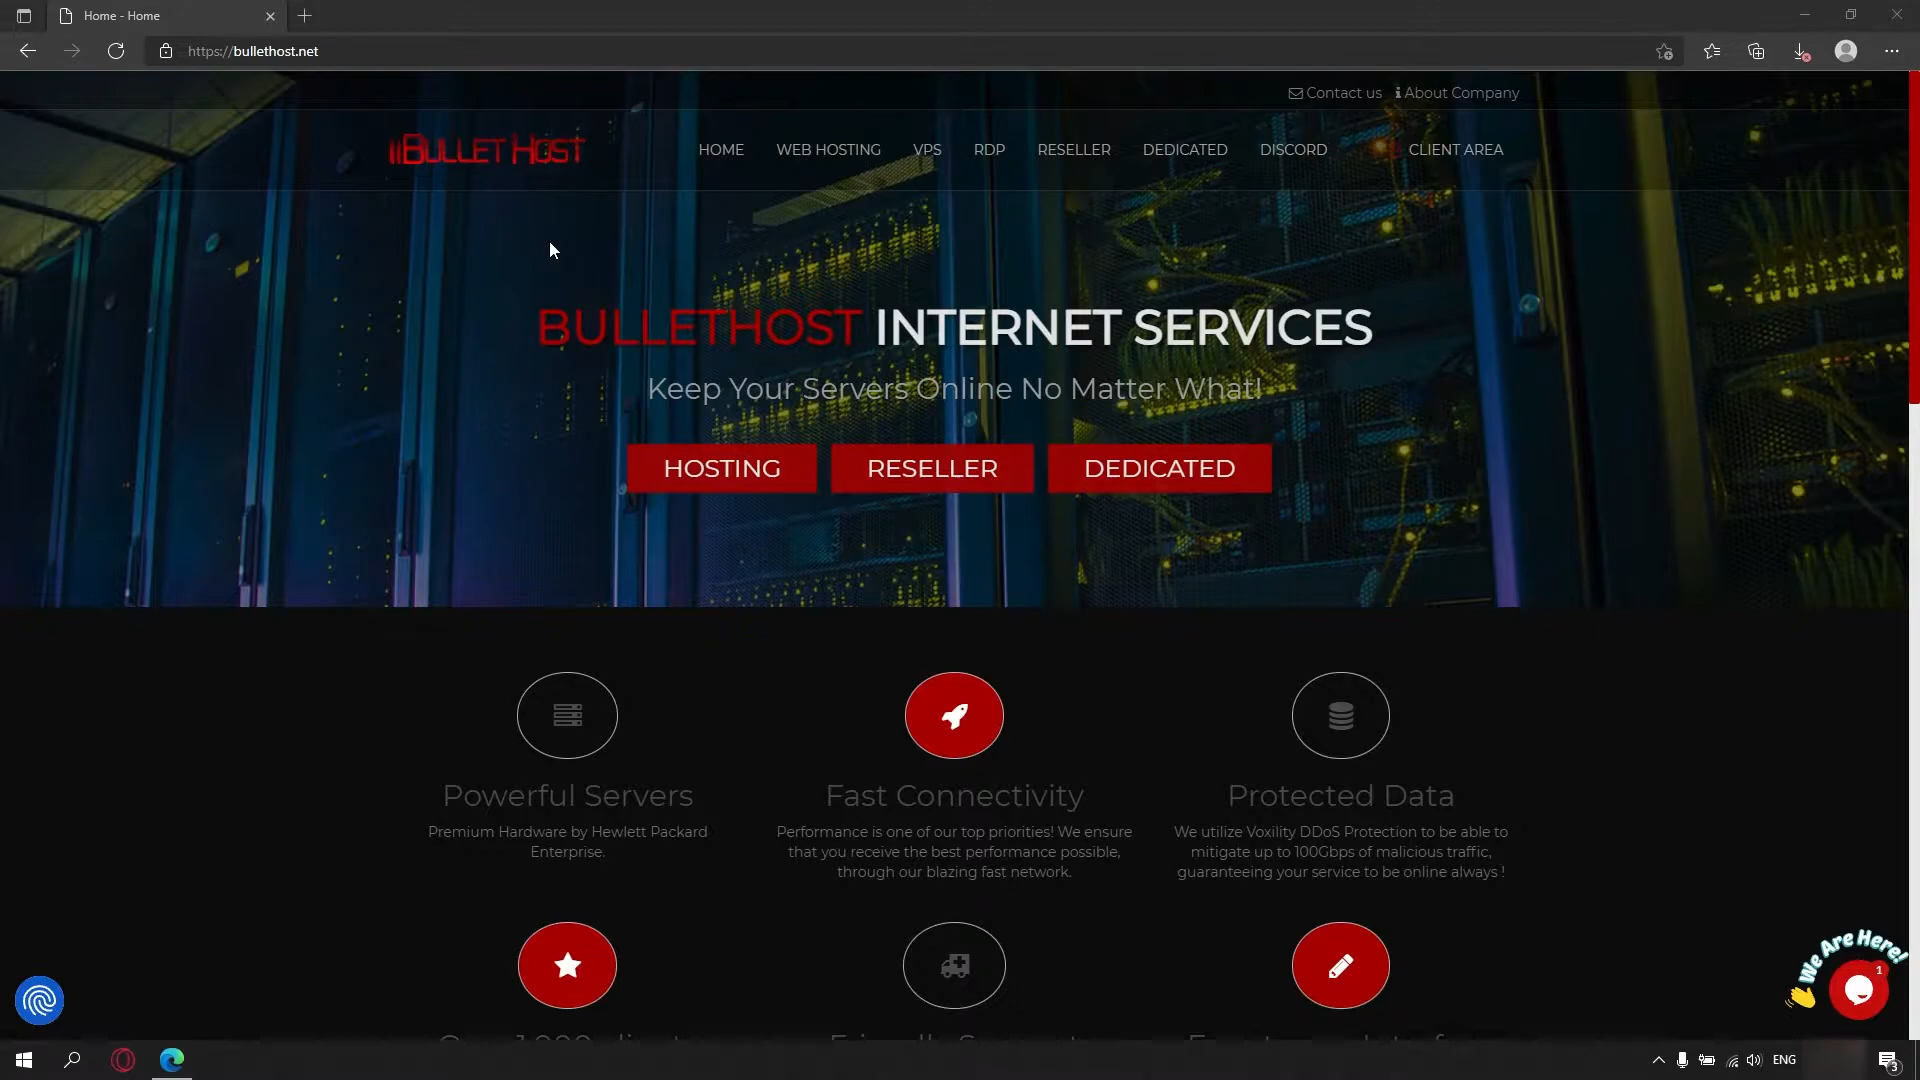 Home - Home
https://bullethost.net
Contact us
About Company
BULLET HOST
HOME
WEB HOSTING
VPS
RDP
RESELLER
DEDICATED
DISCORD
CLIENT AREA
BULLETHOST INTERNET SERVICES
Keep Your Servers Online No Matter What!
HOSTING
RESELLER
DEDICATED
Powerful Servers
Premium Hardware by Hewlett Packard
Enterprise.
Fast Connectivity
Performance is one of our top priorities! We ensure
that you receive the best performance possible,
through our blazing fast network.
Protected Data
We utilize Voxility DDoS Protection to be able to
mitigate up to 100Gbps of malicious traffic,
guaranteeing your service to be online always !
We Are Here!
1
ENG
3